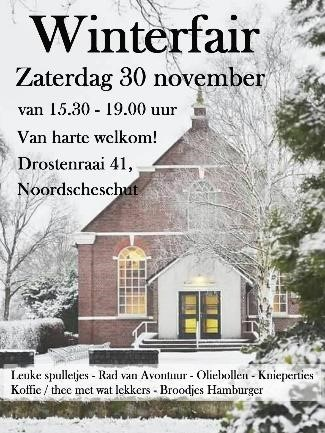 Winterfair
Zaterdag 30 november
van 15.30 - 19.00 uur
Van harte welkom!
Drostenraai 41,
Noordscheschut
Leuke spulletjes - Rad van Avontuur - Oliebollen - Knieperties
Koffie / thee met wat lekkers - Broodjes Hamburger